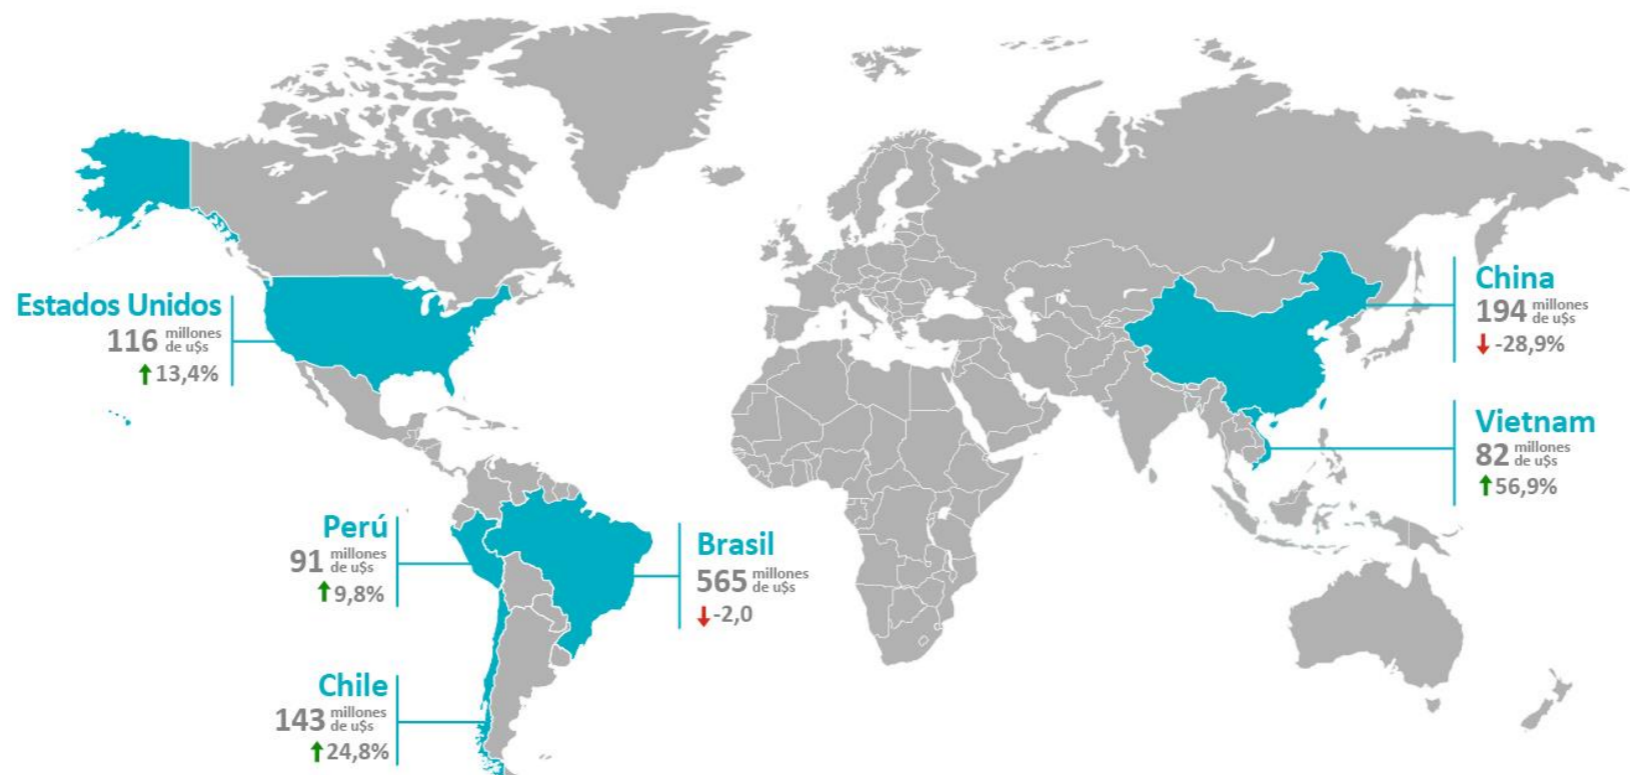 Estados Unidos
116 millones de u$s
13,4%
Perú
91 millones de u$s
9,8%
Chile
143 millones de u$s
24,8%
Brasil
565 millones de u$s
-2,0
China
194 millones de u$s
-28,9%
Vietnam
82 millones de u$s
56,9%